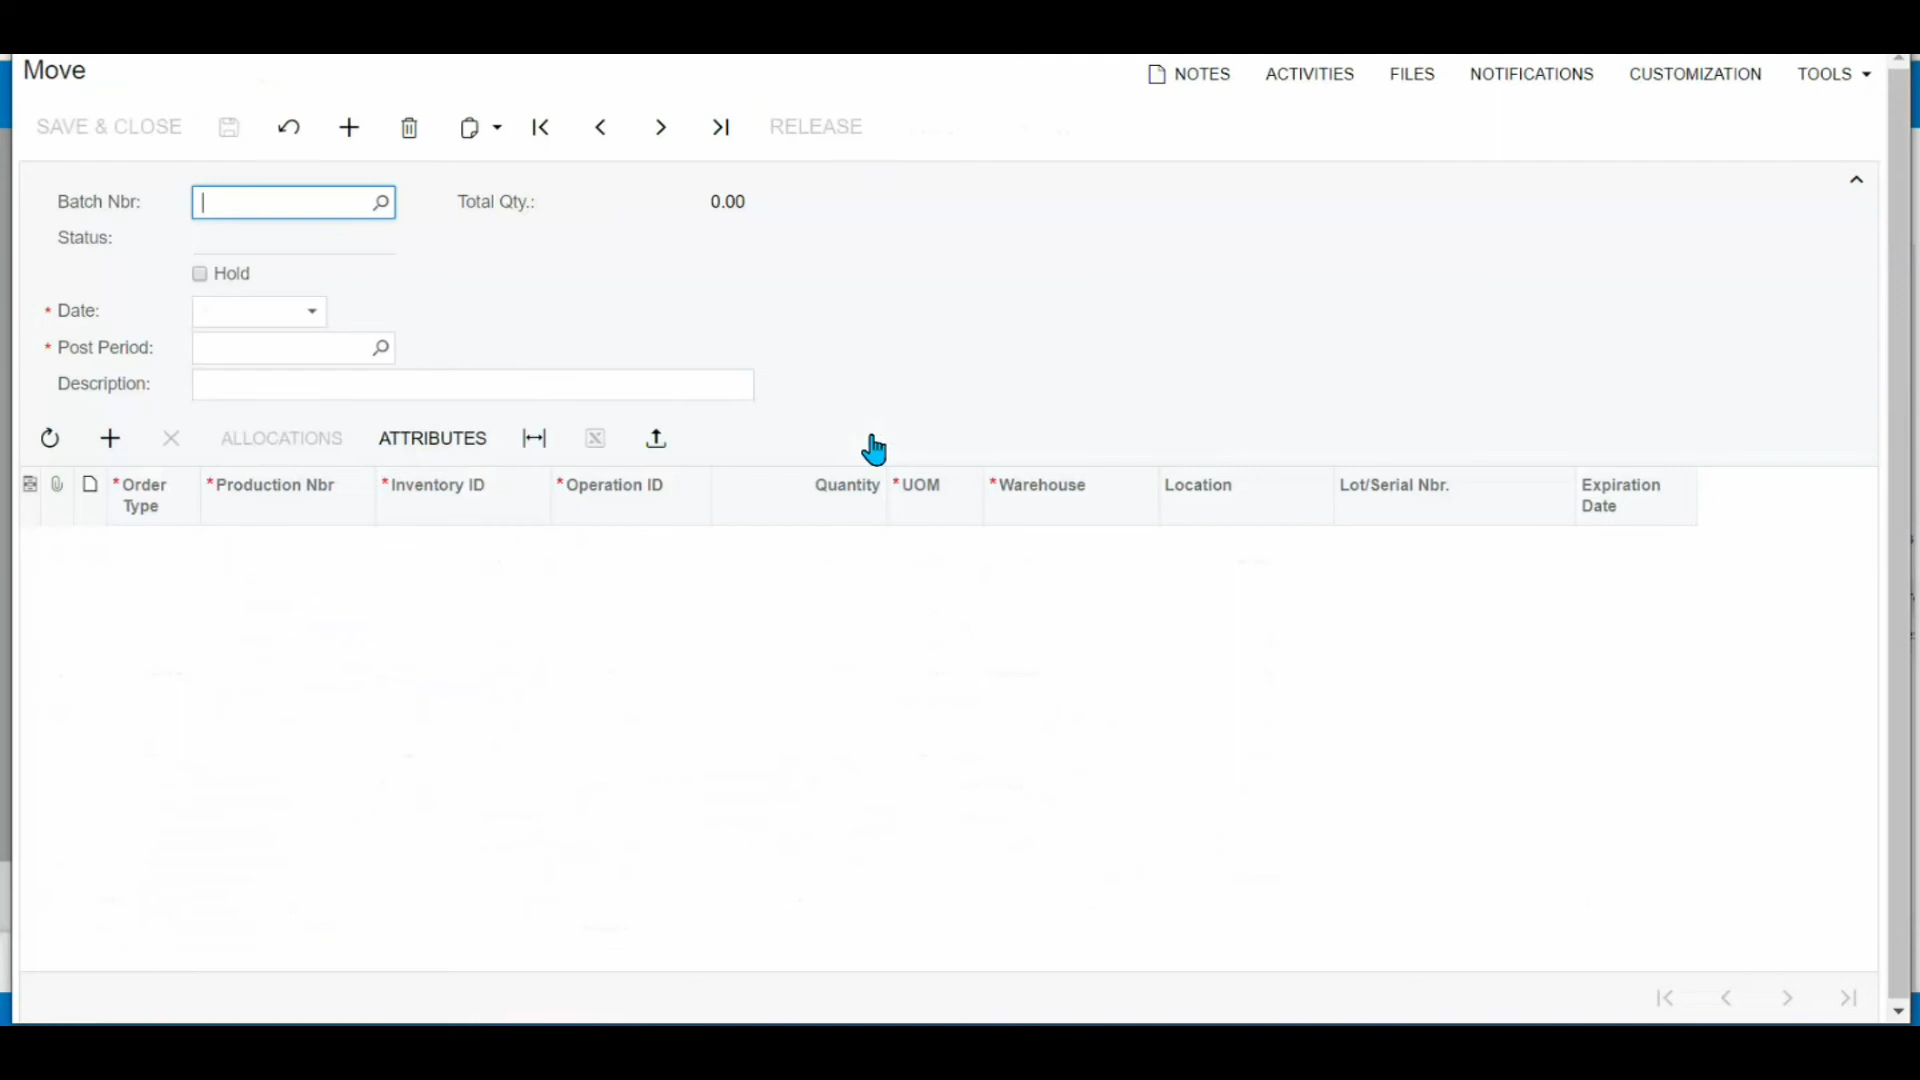 Move
NOTES ACTIVITIES FILES NOTIFICATIONS CUSTOMIZATION TOOLS
SAVE & CLOSE RELEASE
Batch Nbr: Total Qty.: 0.00
Status:
Hold
* Date:
* Post Period:
Description:
ALLOCATIONS ATTRIBUTES
* Order Type * Production Nbr * Inventory ID * Operation ID Quantity * UOM * Warehouse Location Lot/Serial Nbr. Expiration Date